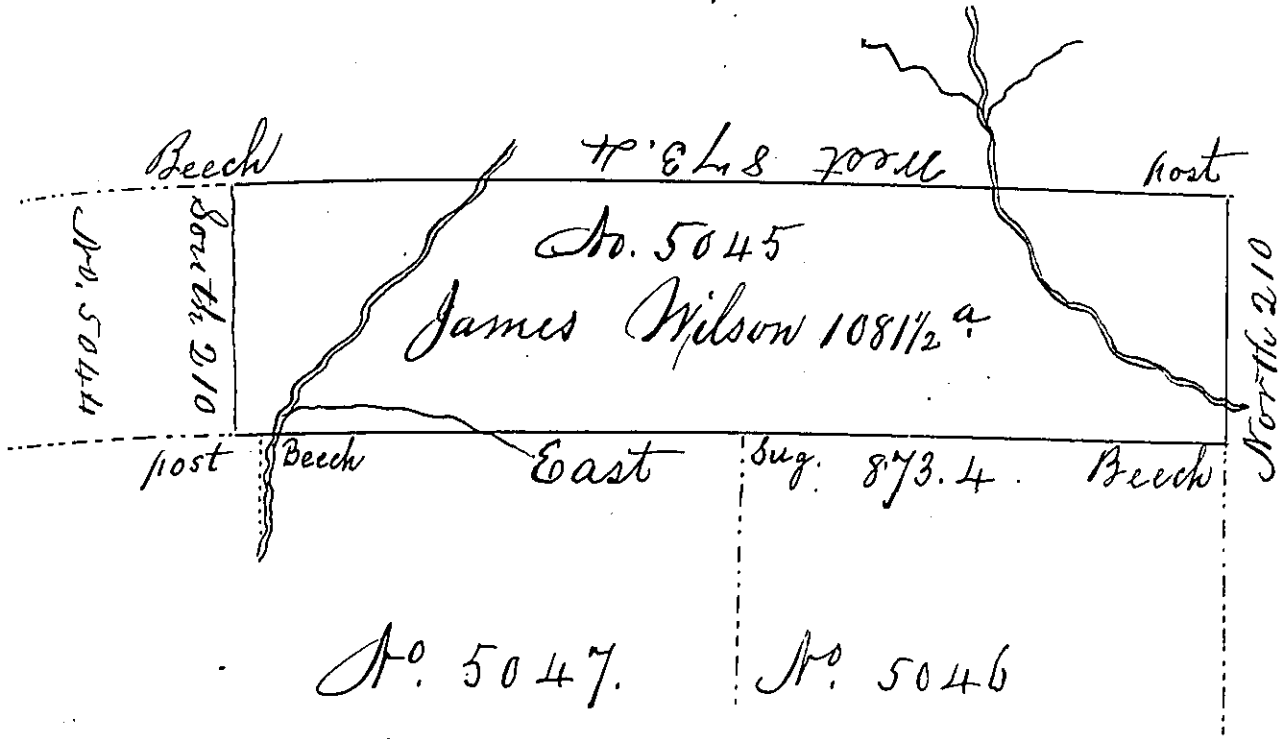 Beech
West 873.4
post
No. 5044
South 210
No. 5045
James Wilson 1081½ a.
North 210
post
Beech
East
Sug. 873.4.
Beech
No. 5047.
No. 5046